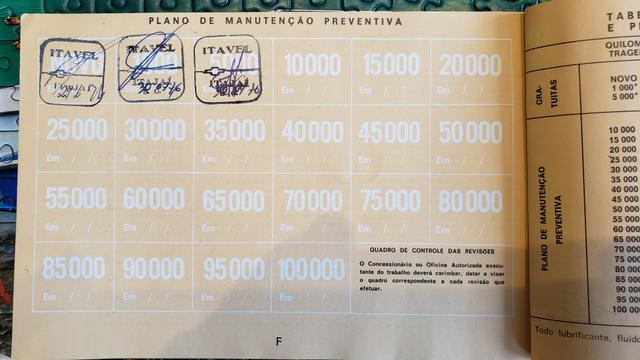 PLANO DE MANUTENÇÃO PREVENTIVA
ITAVEL ITAVEL ITAVEL
ITAJAÍ ITAJAÍ
10000 15000 20000
Em / / Em / / Em / /
25000 30000 35000 40000 45000 50000
Em / / Em / / Em / / Em / / Em / / Em / /
55000 60000 65000 70000 75000 80000
Em / / Em / / Em / / Em / / Em / / Em / /
85000 90000 95000 100000
Em / / Em / / Em / / Em / /
QUADRO DE CONTROLE DAS REVISÕES
O Concessionário ou Oficina Autorizada execu-
tante do trabalho deverá carimbar, datar e visar
o quadro correspondente a cada revisão que
efetuar.
F
TABE
E P
QUILOM
TRAGE
GRA-
TUITAS
NOVO
1 000*
5 000*
PLANO DE MANUTENÇÃO
PREVENTIVA
10 000
15 000
20 000
25 000
30 000
35 000
40 000
45 000
50 000
55 000
60 000
65 000
70 000
75 000
80 000
85 000
90 000
95 000
100 000
Todo lubrificante, fluido